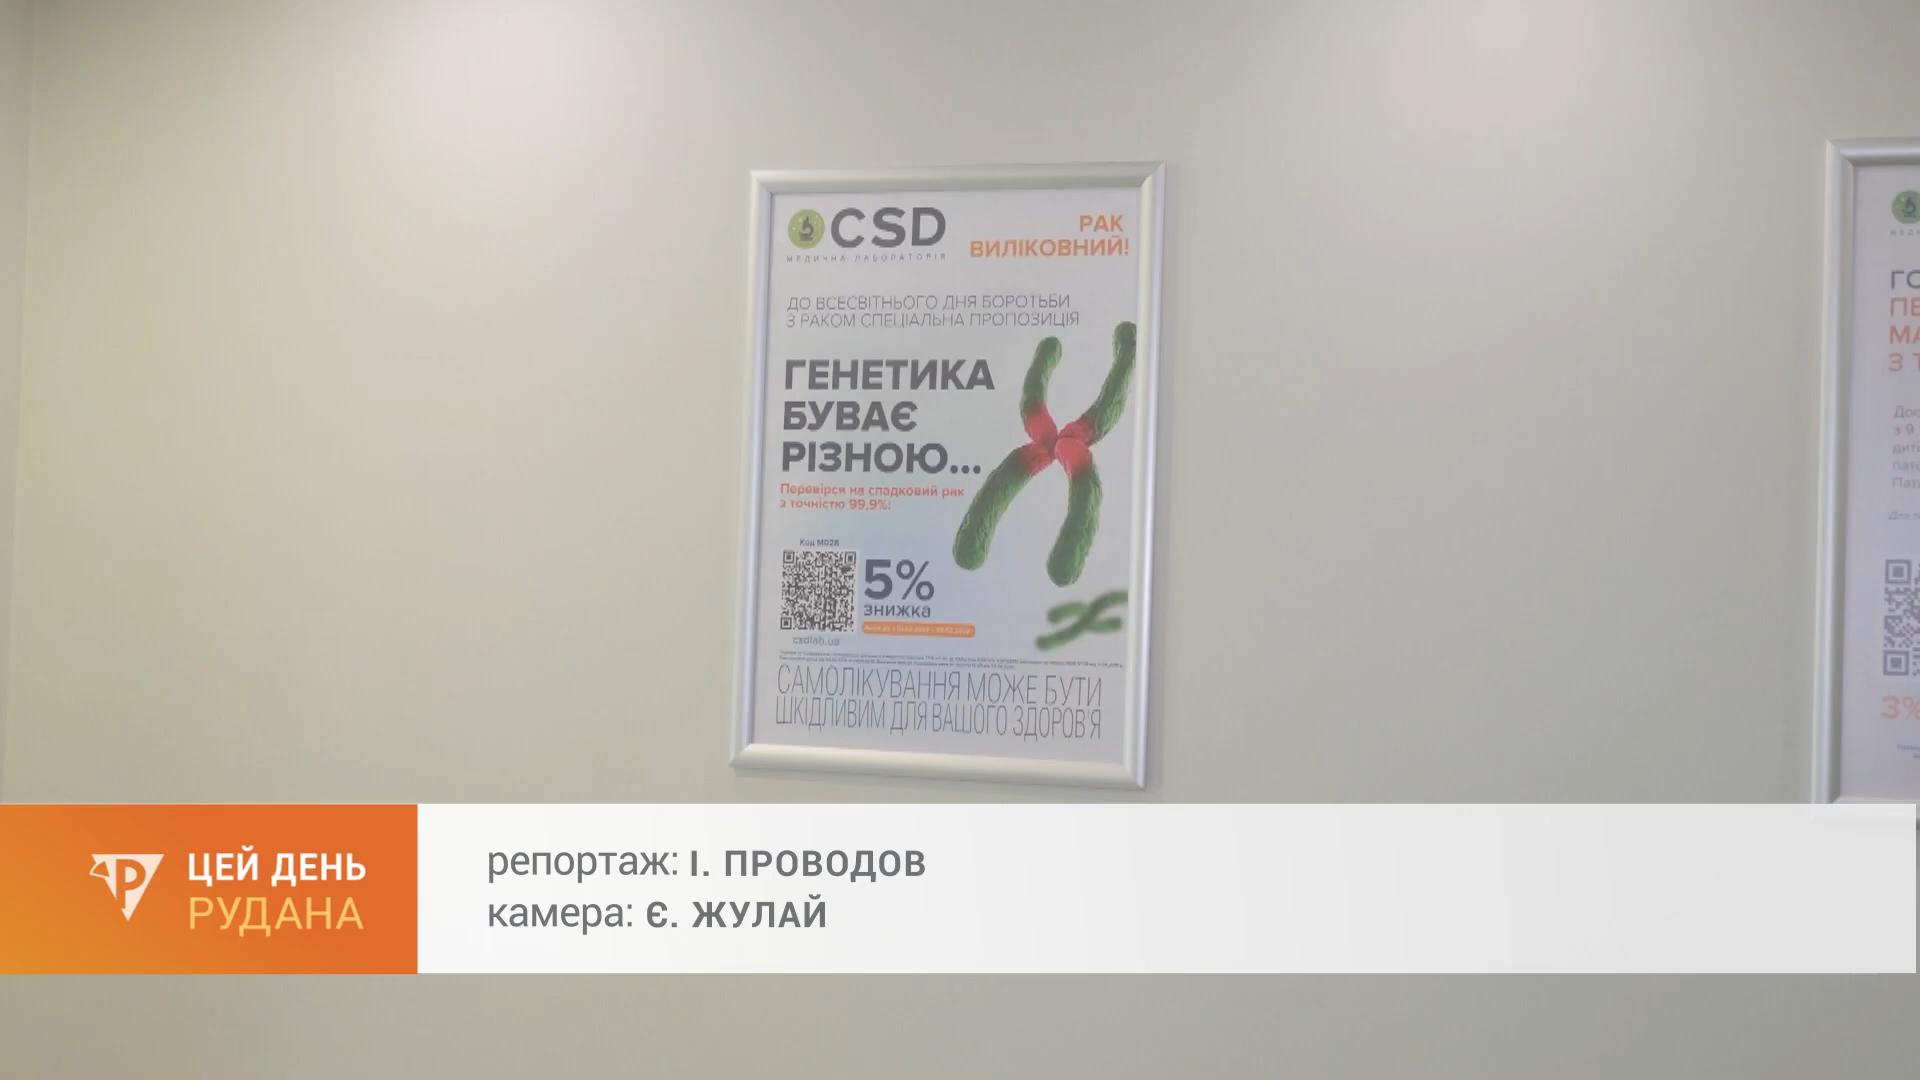 CSD
МЕДИЧНА ЛАБОРАТОРІЯ
РАК
ВИЛІКОВНИЙ!
ДО ВСЕСВІТНЬОГО ДНЯ БОРОТЬБИ
З РАКОМ СПЕЦІАЛЬНА ПРОПОЗИЦІЯ
ГЕНЕТИКА
БУВАЄ
РІЗНОЮ...
Перевірся на спадковий рак
з точністю 99,9%:
Код M028
5%
ЗНИЖКА
csdlab.ua
САМОЛІКУВАННЯ МОЖЕ БУТИ
ШКІДЛИВИМ ДЛЯ ВАШОГО ЗДОРОВ'Я
3%
ЦЕЙ ДЕНЬ
РУДАНА
репортаж: І. ПРОВОДОВ
камера: Є. ЖУЛАЙ